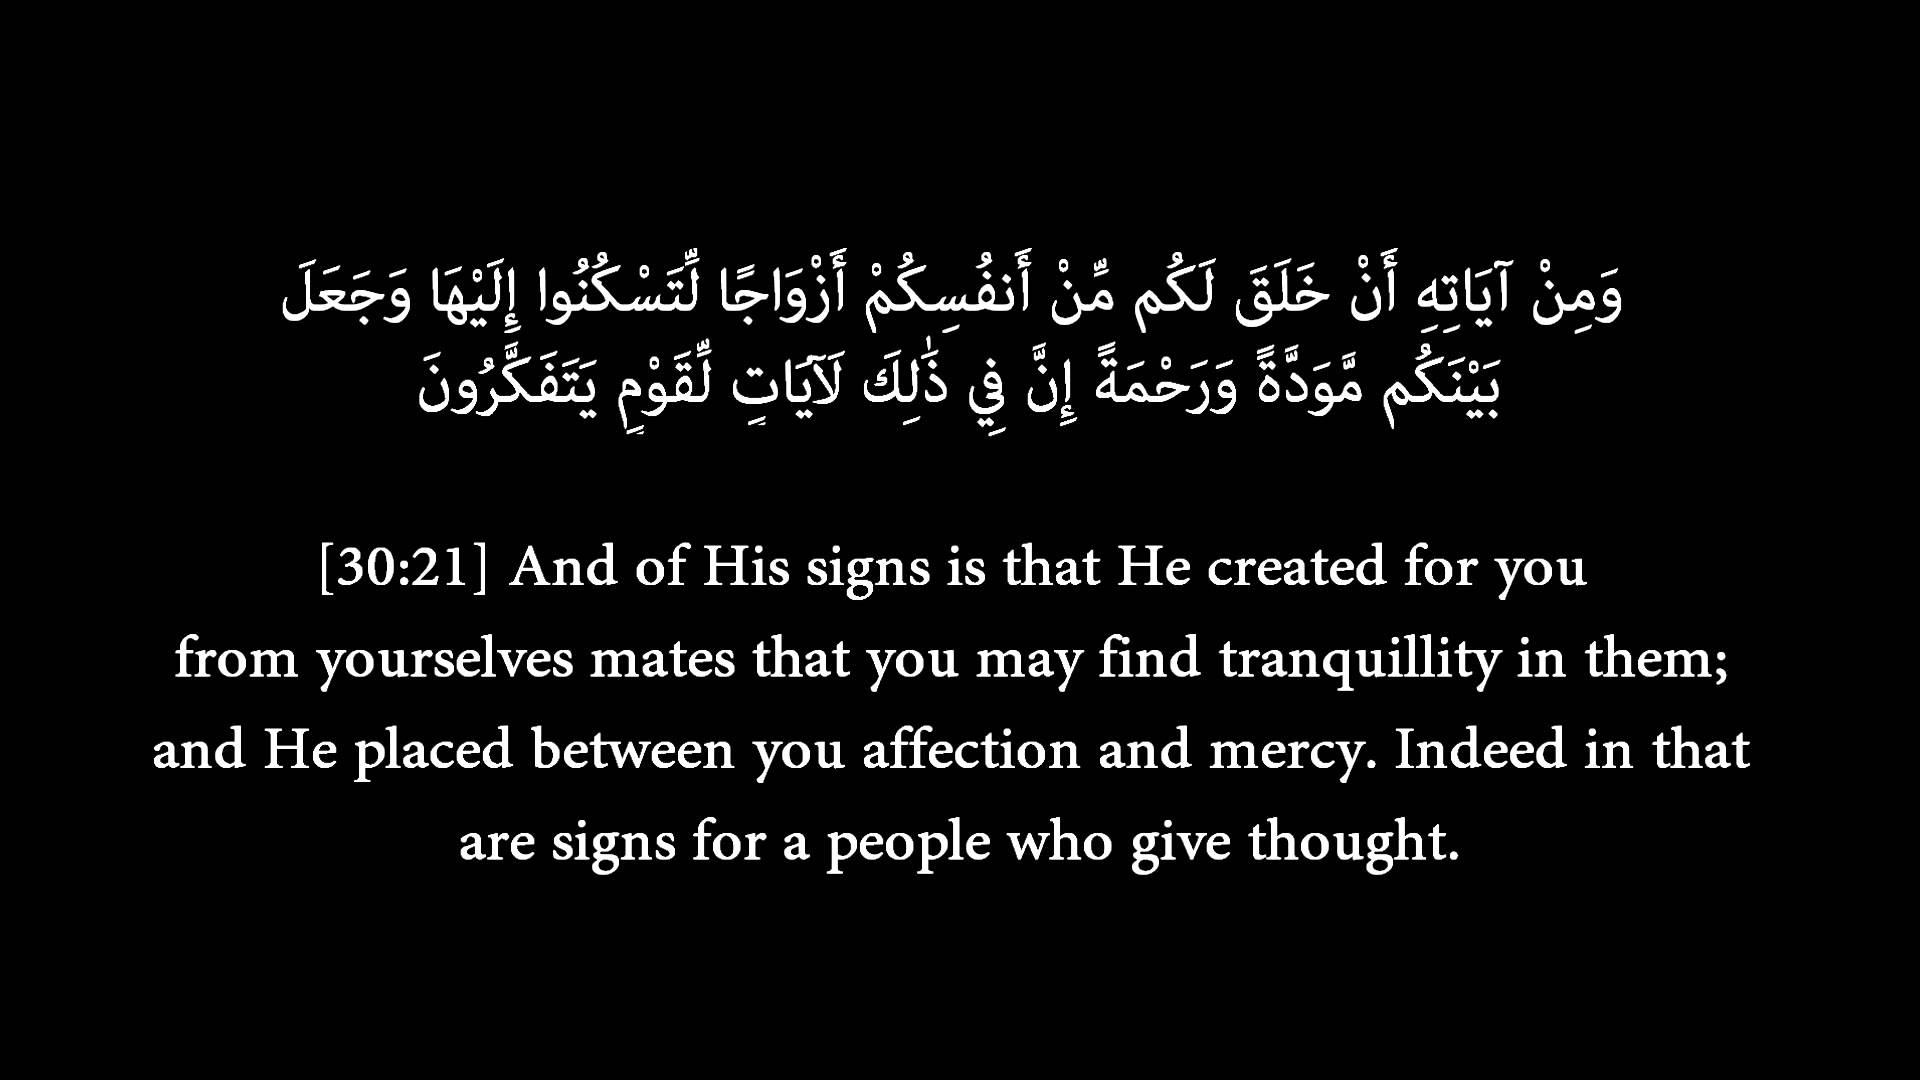 وَمِنْ آيَاتِهِ أَنْ خَلَقَ لَكُم مِّنْ أَنفُسِكُمْ أَزْوَاجًا لِّتَسْكُنُوا إِلَيْهَا وَجَعَلَ
بَيْنَكُم مَّوَدَّةً وَرَحْمَةً إِنَّ فِي ذَٰلِكَ لَآيَاتٍ لِّقَوْمٍ يَتَفَكَّرُونَ
[30:21] And of His signs is that He created for you
from yourselves mates that you may find tranquillity in them;
and He placed between you affection and mercy. Indeed in that
are signs for a people who give thought.